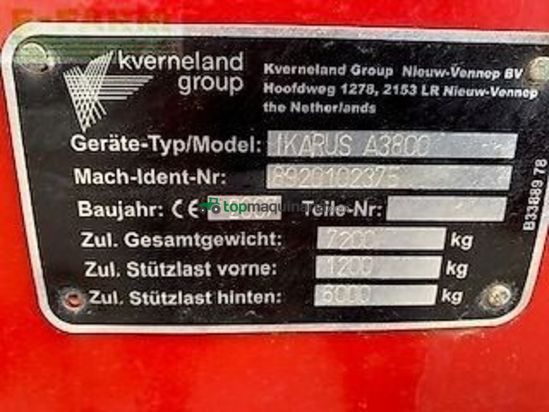 kverneland
group
Kverneland Group Nieuw-Vennep BV
Hoofdweg 1278, 2153 LR Nieuw-Vennep
the Netherlands
Geräte-Typ/Model: IKARUS A3800
Mach-Ident-Nr: 8920102375
Baujahr: CE Teile-Nr:
topmaquinaria
Zul. Gesamtgewicht: 7200 kg
Zul. Stützlast vorne: 1200 kg
Zul. Stützlast hinten: 6000 kg
B33889 78